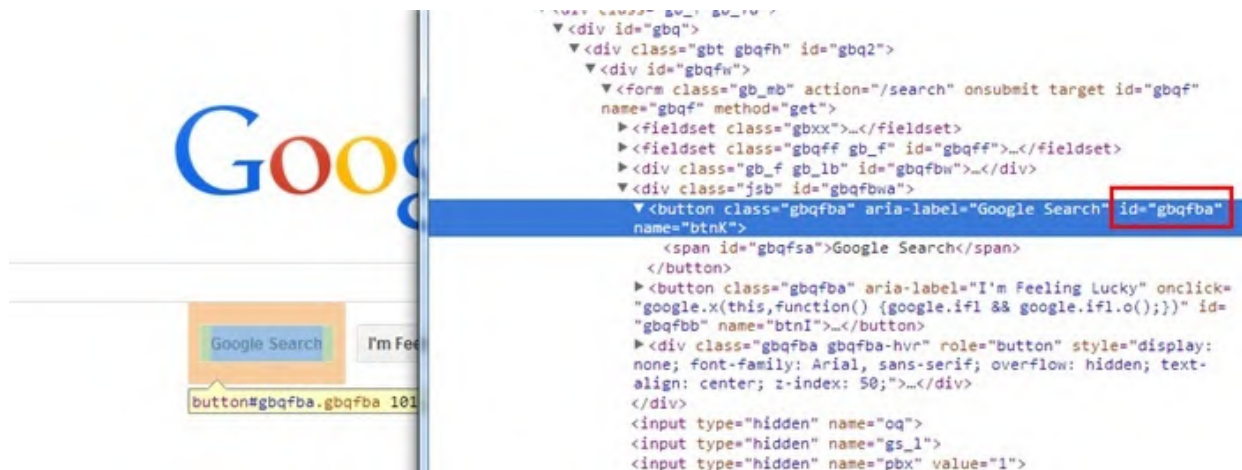 Goog
Google Search
I'm Fee
button#gbqfba.gbqfba 101
▼<div id="gbq">
▼<div class="gbt gbqfh" id="gbq2">
▼<div id="gbqfw">
▼<form class="gb_mb" action="/search" onsubmit target id="gbqf"
name="gbqf" method="get">
▶<fieldset class="gbxx">…</fieldset>
▶<fieldset class="gbqff gb_f" id="gbqff">…</fieldset>
▶<div class="gb_f gb_lb" id="gbqfbw">…</div>
▼<div class="jsb" id="gbqfbwa">
▼<button class="gbqfba" aria-label="Google Search" id="gbqfba"
name="btnK">
<span id="gbqfsa">Google Search</span>
</button>
▶<button class="gbqfba" aria-label="I'm Feeling Lucky" onclick=
"google.x(this,function() {google.ifl && google.ifl.o();})" id=
"gbqfbb" name="btnI">…</button>
▶<div class="gbqfba gbqfba-hvr" role="button" style="display:
none; font-family: Arial, sans-serif; overflow: hidden; text-
align: center; z-index: 50;">…</div>
</div>
<input type="hidden" name="oq">
<input type="hidden" name="gs_l">
<input type="hidden" name="pbx" value="1">